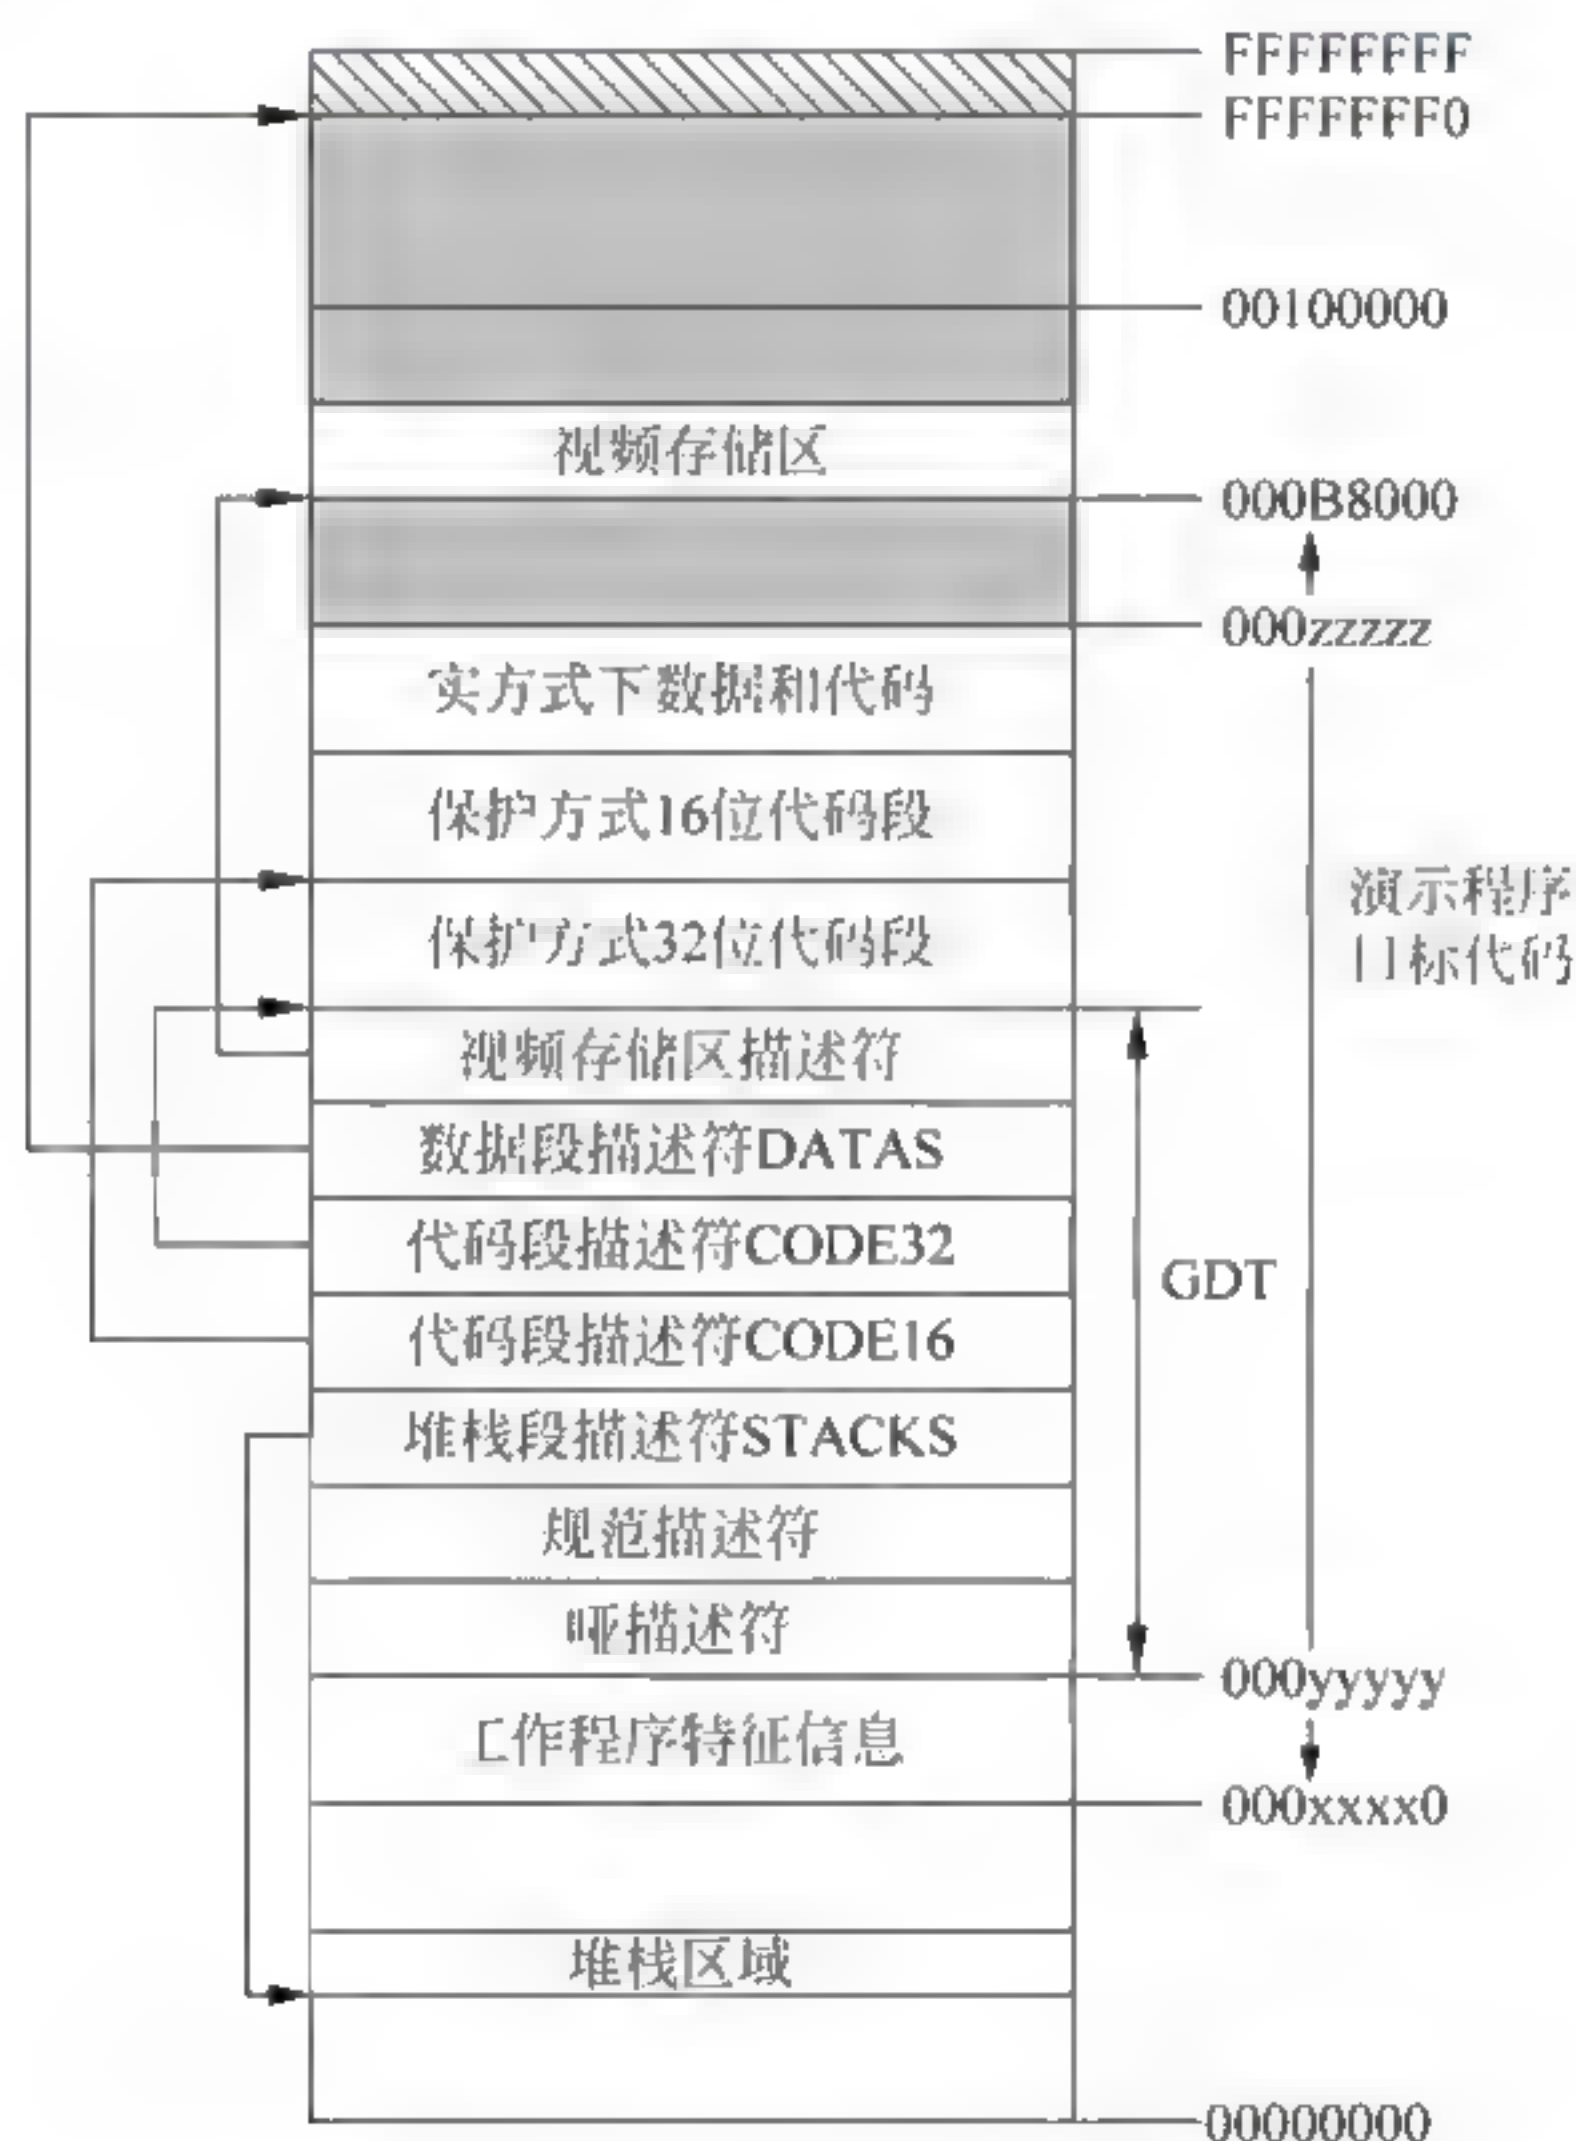 FFFFFFFF
FFFFFFF0
00100000
视频存储区
000B8000
000zzzzz
实方式下数据和代码
保护方式16位代码段
演示程序
目标代码
保护方式32位代码段
视频存储区描述符
数据段描述符DATAS
代码段描述符CODE32
GDT
代码段描述符CODE16
堆栈段描述符STACKS
规范描述符
哑描述符
000yyyyy
工作程序特征信息
000xxxx0
堆栈区域
00000000